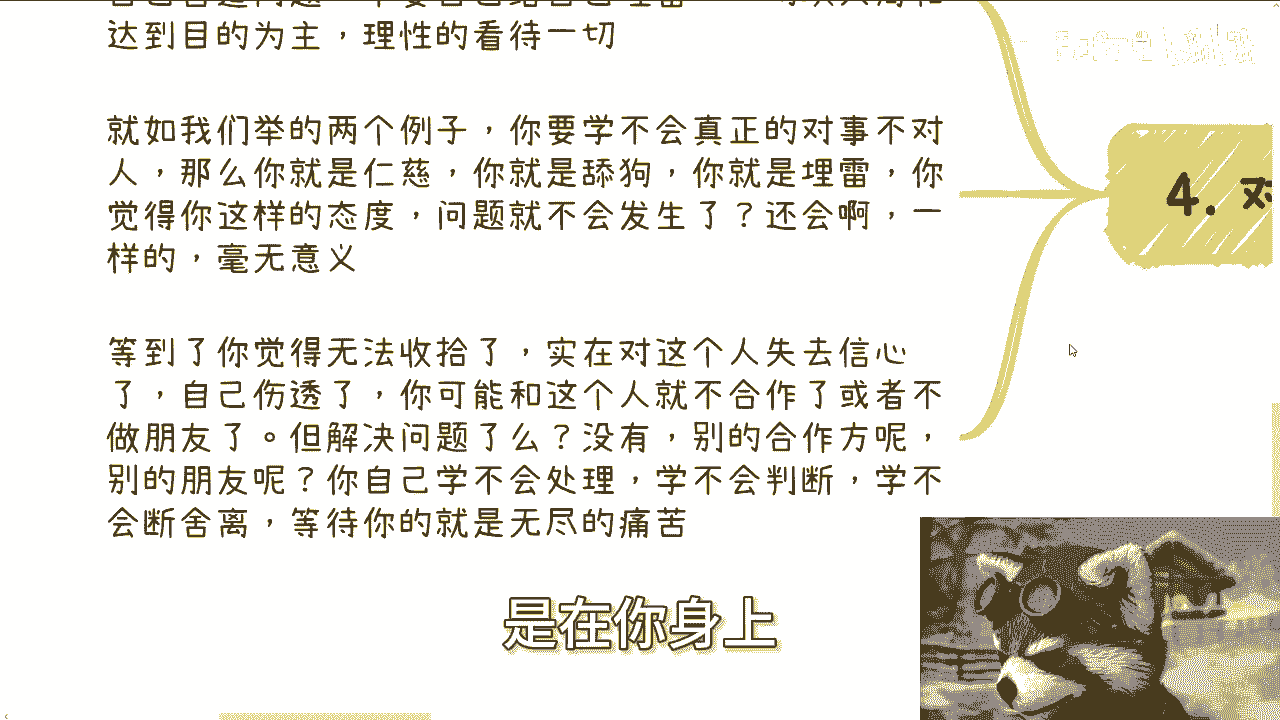 达到目的为主，理性的看待一切
就如我们举的两个例子，你要学不会真正的对事不对
人，那么你就是仁慈，你就是舔狗，你就是埋雷，你
觉得你这样的态度，问题就不会发生了？还会啊，一
样的，毫无意义
4. 对
等到了你觉得无法收拾了，实在对这个人失去信心
了，自己伤透了，你可能和这个人就不合作了或者不
做朋友了。但解决问题了么？没有，别的合作方呢，
别的朋友呢？你自己学不会处理，学不会判断，学不
会断舍离，等待你的就是无尽的痛苦
是在你身上